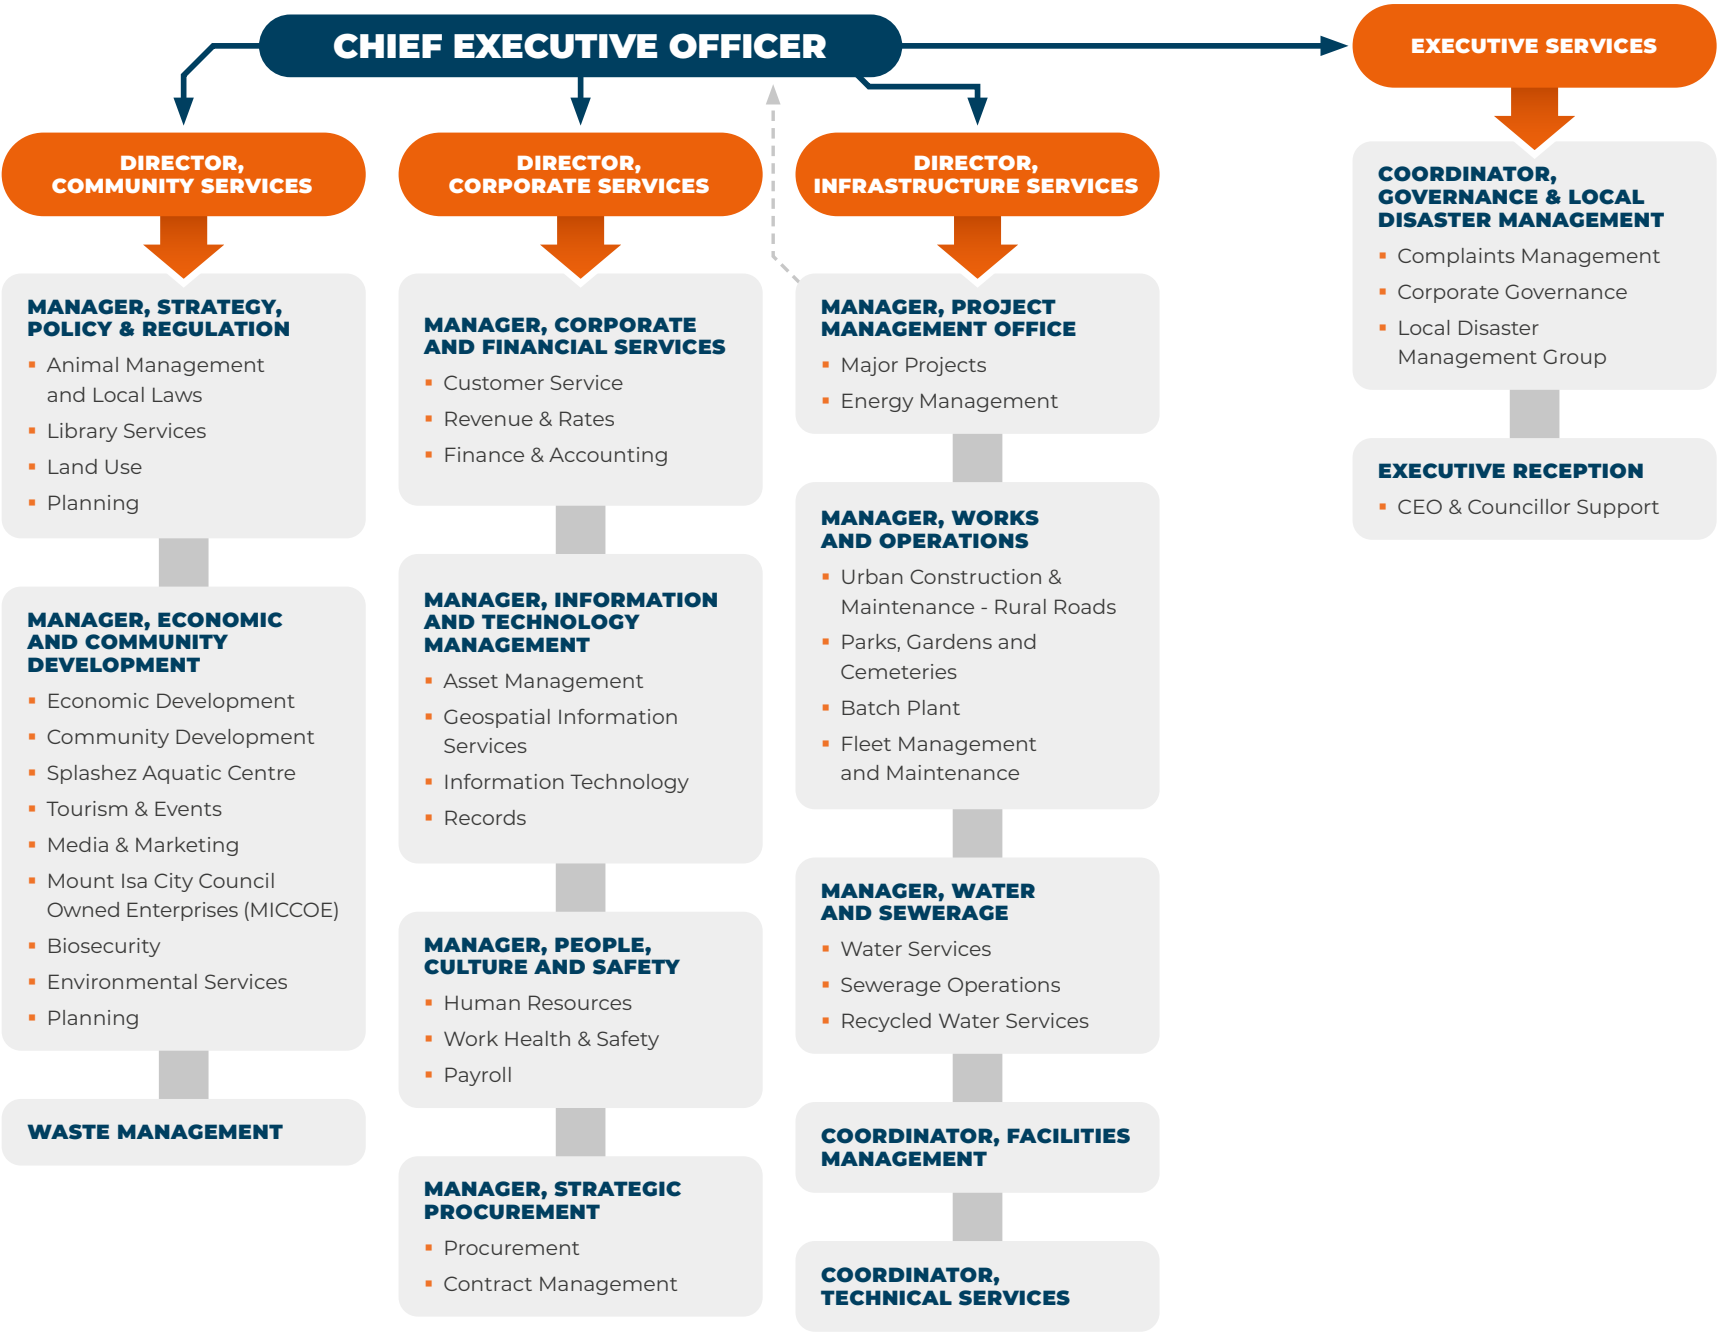 CHIEF EXECUTIVE OFFICER
EXECUTIVE SERVICES
DIRECTOR,
COMMUNITY SERVICES
MANAGER, STRATEGY,
POLICY & REGULATION
Animal Management
and Local Laws
Library Services
Land Use
Planning
MANAGER, ECONOMIC
AND COMMUNITY
DEVELOPMENT
Economic Development
Community Development
Splashez Aquatic Centre
Tourism & Events
Media & Marketing
Mount Isa City Council
Owned Enterprises (MICCOE)
Biosecurity
Environmental Services
Planning
WASTE MANAGEMENT
DIRECTOR,
CORPORATE SERVICES
MANAGER, CORPORATE
AND FINANCIAL SERVICES
Customer Service
Revenue & Rates
Finance & Accounting
MANAGER, INFORMATION
AND TECHNOLOGY
MANAGEMENT
Asset Management
Geospatial Information
Services
Information Technology
Records
MANAGER, PEOPLE,
CULTURE AND SAFETY
Human Resources
Work Health & Safety
Payroll
MANAGER, STRATEGIC
PROCUREMENT
Procurement
Contract Management
DIRECTOR,
INFRASTRUCTURE SERVICES
MANAGER, PROJECT
MANAGEMENT OFFICE
Major Projects
Energy Management
MANAGER, WORKS
AND OPERATIONS
Urban Construction &
Maintenance - Rural Roads
Parks, Gardens and
Cemeteries
Batch Plant
Fleet Management
and Maintenance
MANAGER, WATER
AND SEWERAGE
Water Services
Sewerage Operations
Recycled Water Services
COORDINATOR, FACILITIES
MANAGEMENT
COORDINATOR,
TECHNICAL SERVICES
COORDINATOR,
GOVERNANCE & LOCAL
DISASTER MANAGEMENT
Complaints Management
Corporate Governance
Local Disaster
Management Group
EXECUTIVE RECEPTION
CEO & Councillor Support